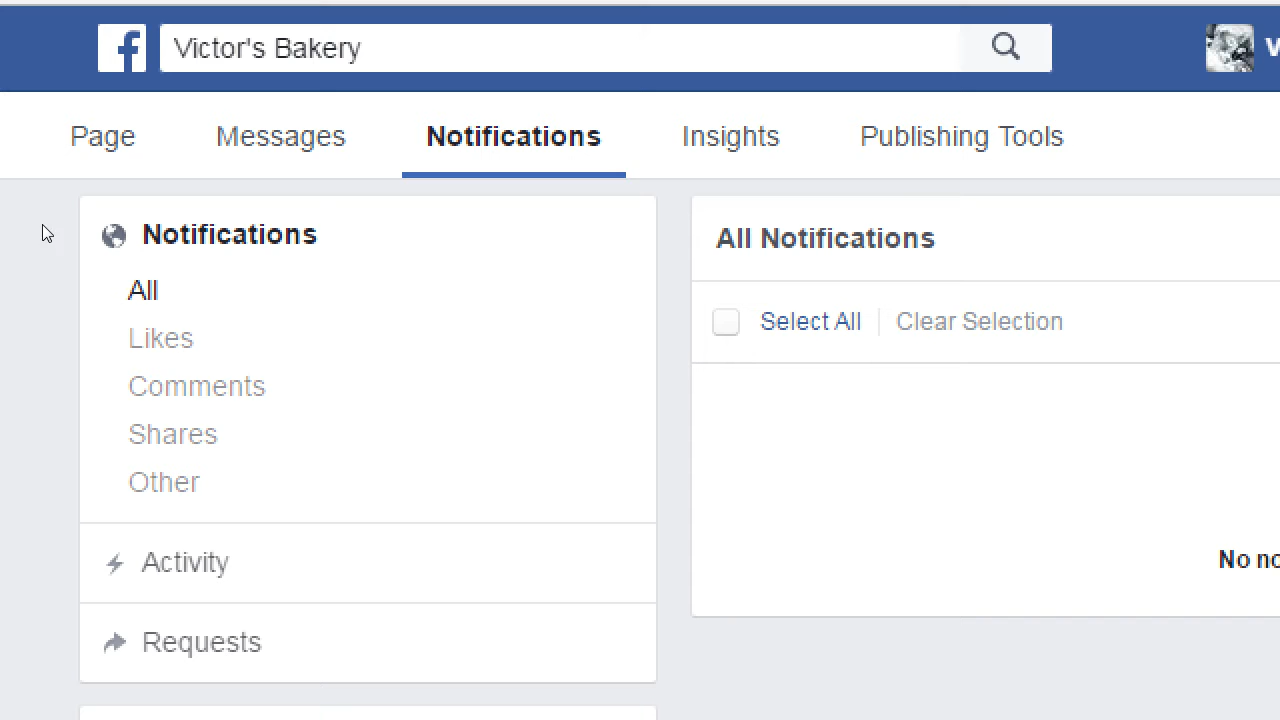 Victor's Bakery
Page Messages Notifications Insights Publishing Tools
Notifications
All
Likes
Comments
Shares
Other
Activity
Requests
All Notifications
Select All Clear Selection
No